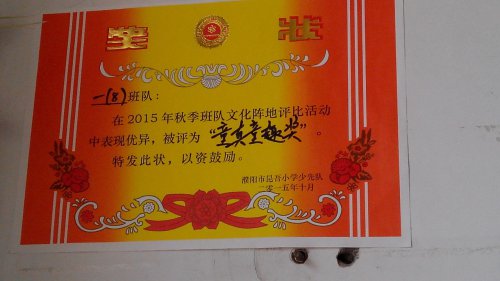 奖状
一(8)班队:
在2015年秋季班队文化阵地评比活动
中表现优异,被评为“童真童趣奖”。
特发此状,以资鼓励。
濮阳市昆吾小学少先队
二零一五年十月